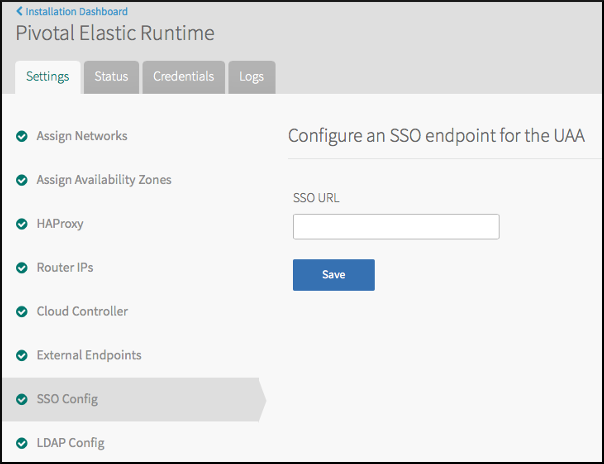 Installation Dashboard
Pivotal Elastic Runtime
Settings Status Credentials Logs
Assign Networks
Assign Availability Zones
HAProxy
Router IPs
Cloud Controller
External Endpoints
SSO Config
LDAP Config
Configure an SSO endpoint for the UAA
SSO URL
Save